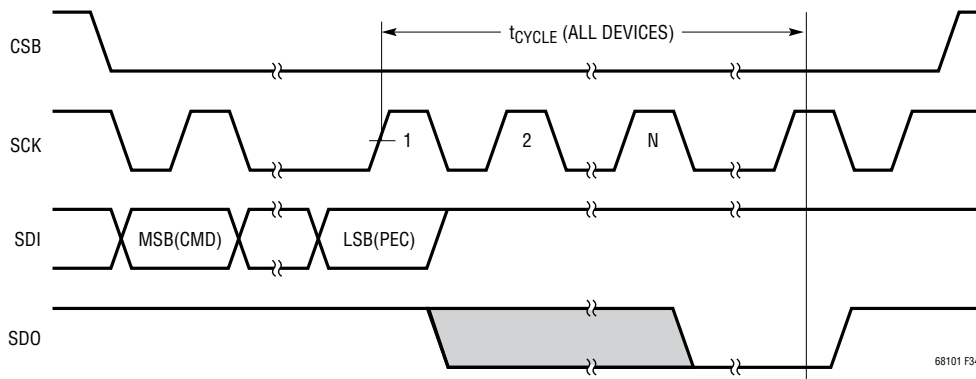 CSB
tCYCLE (ALL DEVICES)
SCK
1
2
N
SDI
MSB(CMD)
LSB(PEC)
SDO
68101 F34